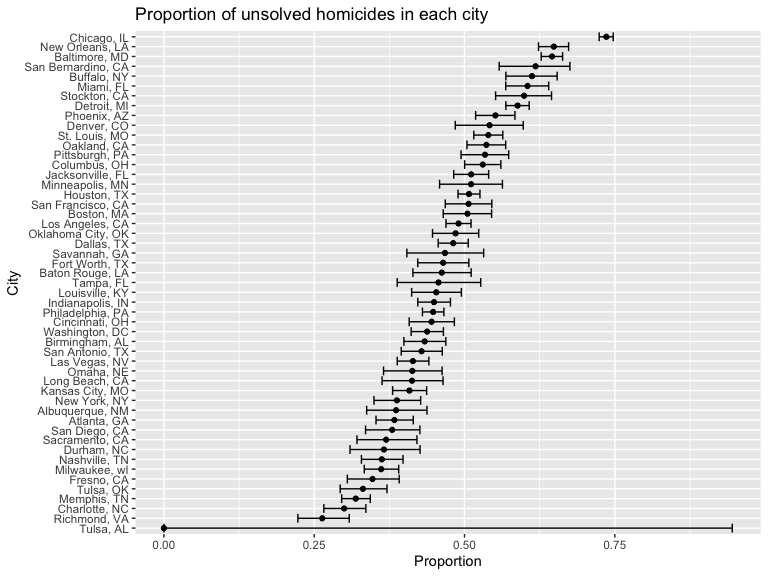 Proportion of unsolved homicides in each city
Chicago, IL
New Orleans, LA
Baltimore, MD
San Bernardino, CA
Buffalo, NY
Miami, FL
Stockton, CA
Detroit, MI
Phoenix, AZ
Denver, CO
St. Louis, MO
Oakland, CA
Pittsburgh, PA
Columbus, OH
Jacksonville, FL
Minneapolis, MN
Houston, TX
San Francisco, CA
Boston, MA
Los Angeles, CA
Oklahoma City, OK
Dallas, TX
Savannah, GA
Fort Worth, TX
Baton Rouge, LA
Tampa, FL
Louisville, KY
Indianapolis, IN
Philadelphia, PA
Cincinnati, OH
Washington, DC
Birmingham, AL
San Antonio, TX
Las Vegas, NV
Omaha, NE
Long Beach, CA
Kansas City, MO
New York, NY
Albuquerque, NM
Atlanta, GA
San Diego, CA
Sacramento, CA
Durham, NC
Nashville, TN
Milwaukee, wI
Fresno, CA
Tulsa, OK
Memphis, TN
Charlotte, NC
Richmond, VA
Tulsa, AL
City
0.00 0.25 0.50 0.75
Proportion